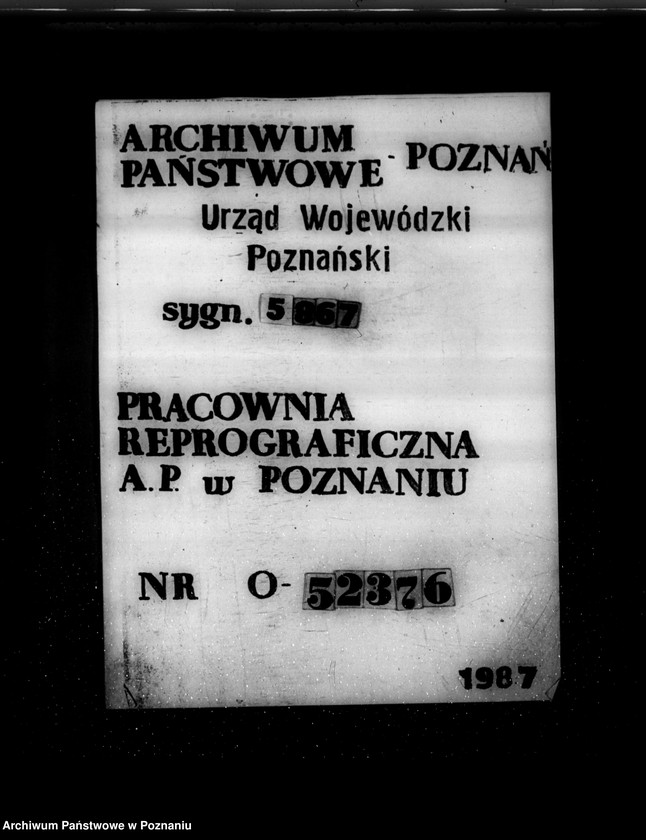 ARCHIWUM
PAŃSTWOWE - POZNAŃ
Urząd Wojewódzki
Poznański
sygn. 5867
PRACOWNIA
REPROGRAFICZNA
A.P. w POZNANIU
NR O-52376
1987
Archiwum Państwowe w Poznaniu